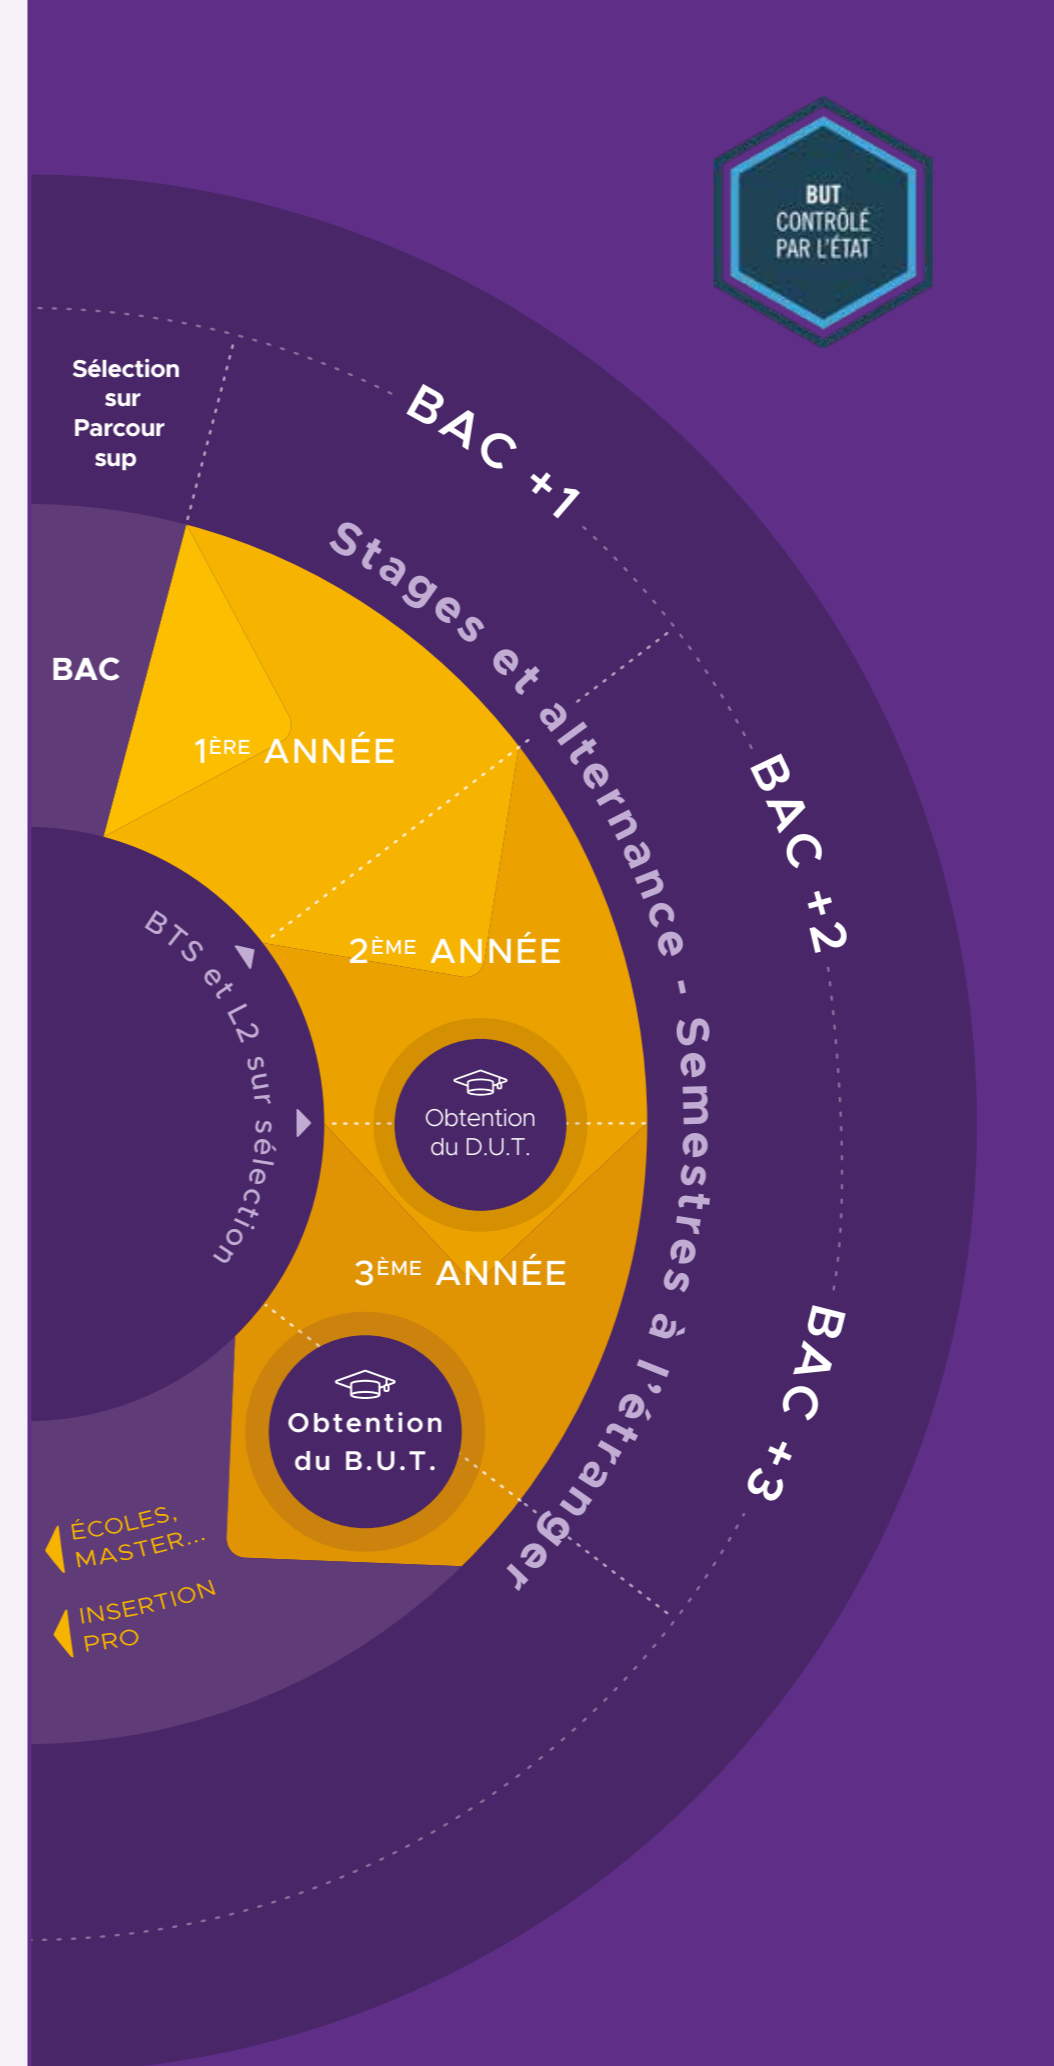 BUT
CONTRÔLÉ
PAR L'ÉTAT
Sélection
sur
Parcour
sup
BAC +1
Stages et alternance - Semestres à l'étranger
BAC
1ÈRE ANNÉE
BAC +2
2ÈME ANNÉE
BTS et L2 sur sélection
Obtention
du D.U.T.
3ÈME ANNÉE
BAC +3
Obtention
du B.U.T.
ÉCOLES,
MASTER...
INSERTION
PRO